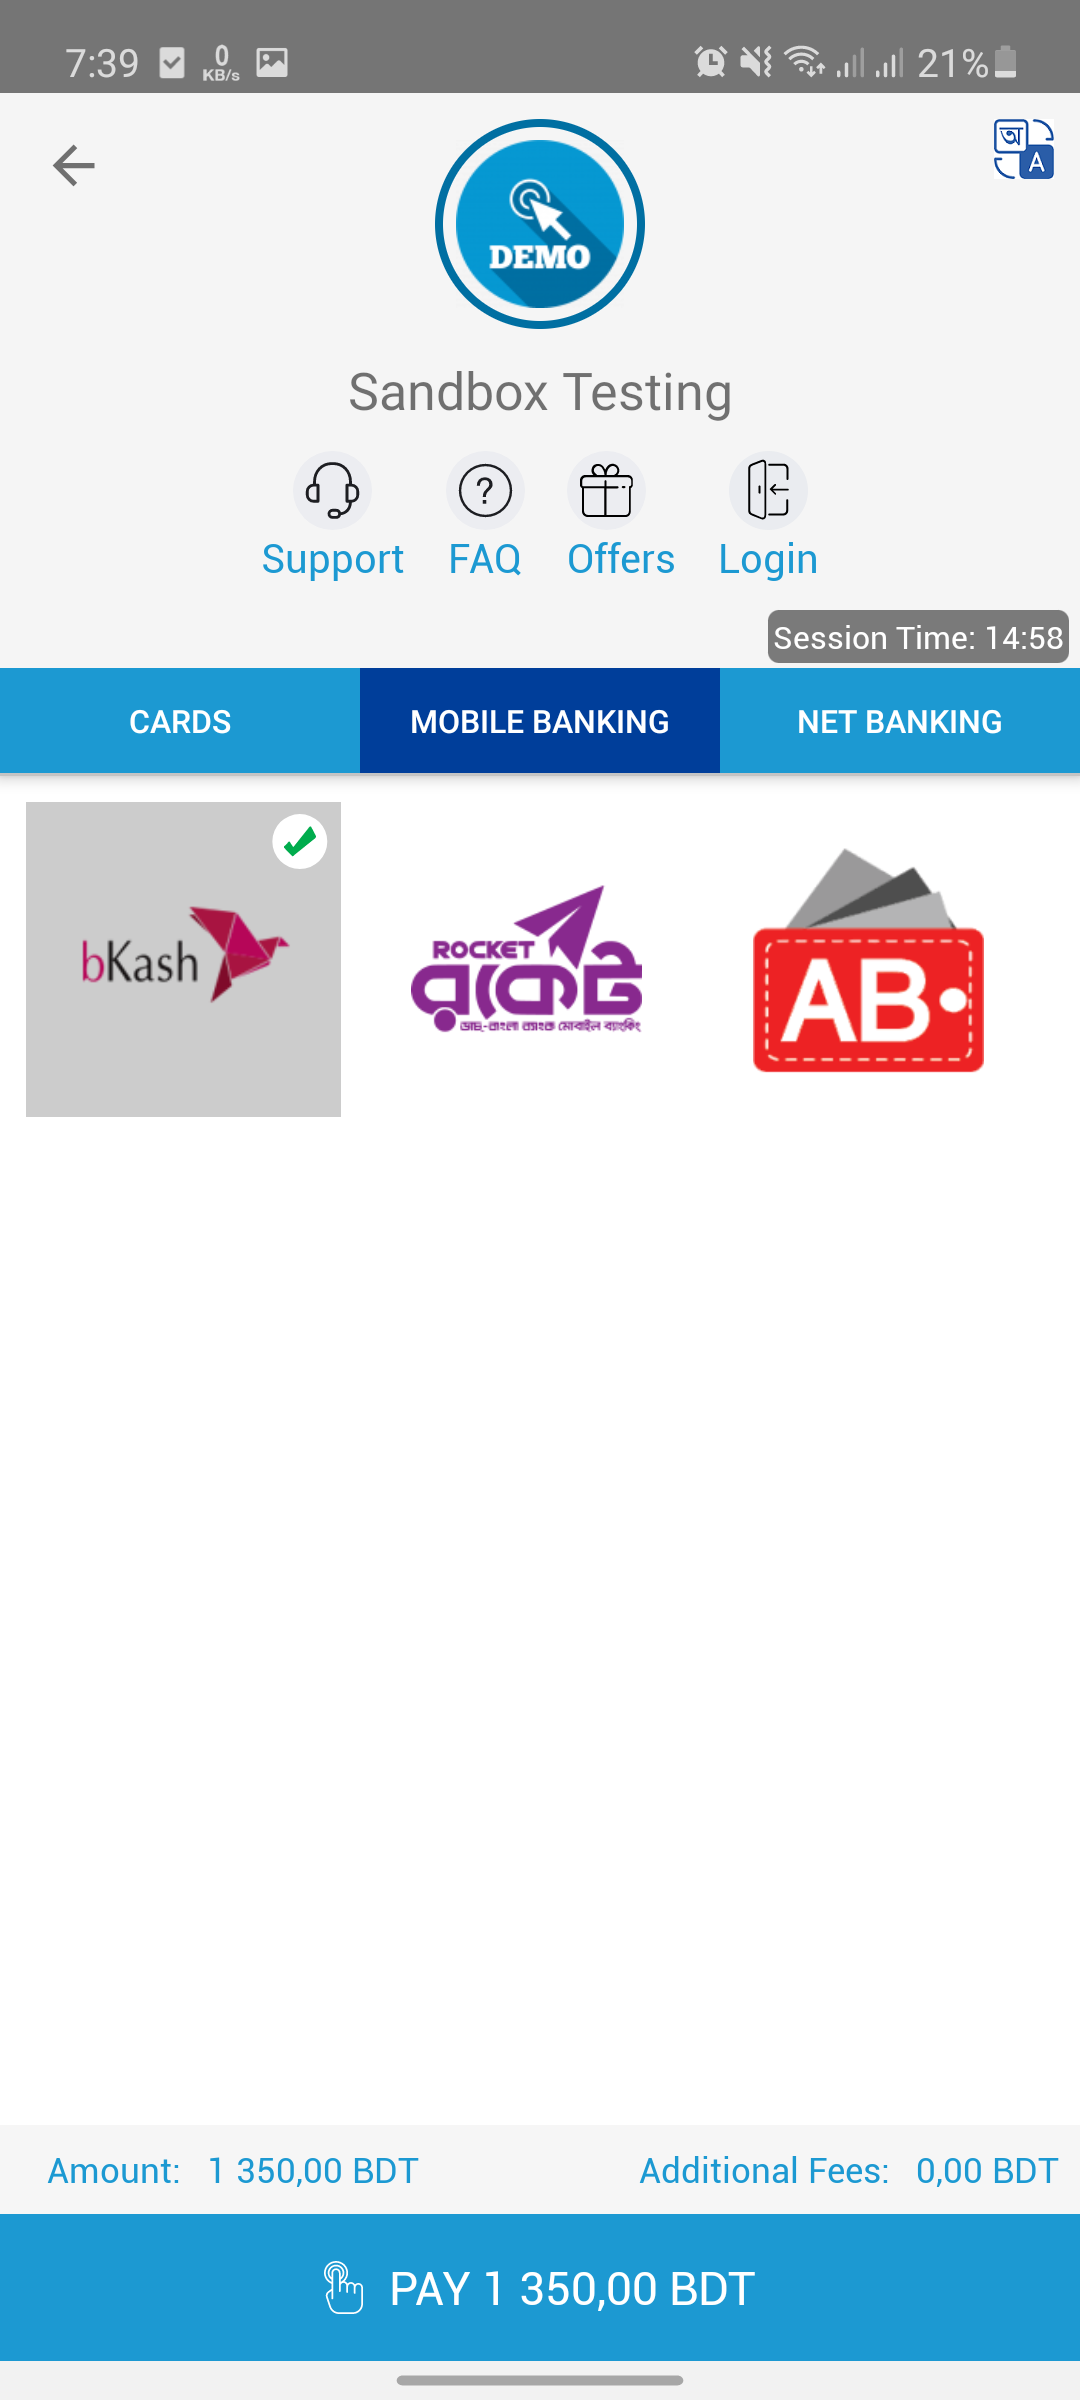 7:39 0 KB/s 21%
অ A
DEMO
Sandbox Testing
? 
Support FAQ Offers Login
Session Time: 14:58
CARDS MOBILE BANKING NET BANKING
bKash
ROCKET
রকেট
ডাচ্-বাংলা ব্যাংক মোবাইল ব্যাংকিং
AB
Amount: 1 350,00 BDT Additional Fees: 0,00 BDT
PAY 1 350,00 BDT